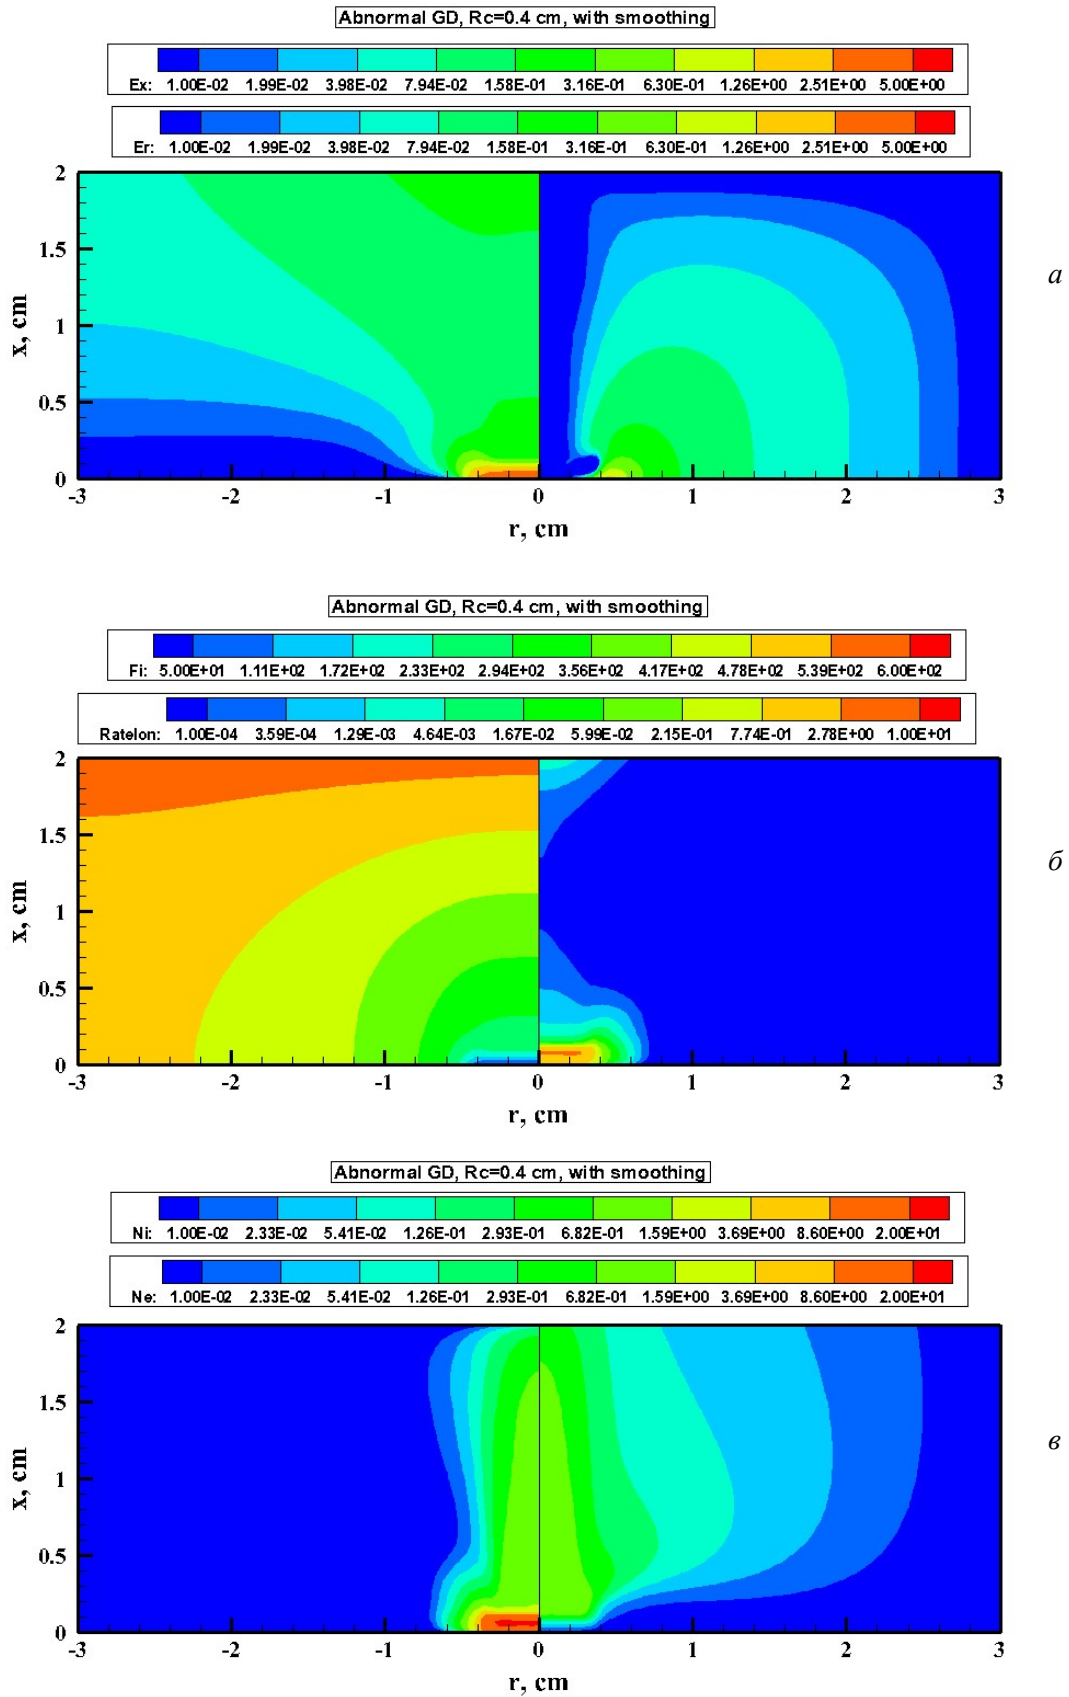 Abnormal GD, Rc=0.4 cm, with smoothing
Ex: 1.00E-02 1.99E-02 3.98E-02 7.94E-02 1.58E-01 3.16E-01 6.30E-01 1.26E+00 2.51E+00 5.00E+00
Er: 1.00E-02 1.99E-02 3.98E-02 7.94E-02 1.58E-01 3.16E-01 6.30E-01 1.26E+00 2.51E+00 5.00E+00
2
1.5
1
0.5
0
x, cm
-3 -2 -1 0 1 2 3
r, cm
а
Abnormal GD, Rc=0.4 cm, with smoothing
Fi: 5.00E+01 1.11E+02 1.72E+02 2.33E+02 2.94E+02 3.56E+02 4.17E+02 4.78E+02 5.39E+02 6.00E+02
RateIon: 1.00E-04 3.59E-04 1.29E-03 4.64E-03 1.67E-02 5.99E-02 2.15E-01 7.74E-01 2.78E+00 1.00E+01
2
1.5
1
0.5
0
x, cm
-3 -2 -1 0 1 2 3
r, cm
б
Abnormal GD, Rc=0.4 cm, with smoothing
Ni: 1.00E-02 2.33E-02 5.41E-02 1.26E-01 2.93E-01 6.82E-01 1.59E+00 3.69E+00 8.60E+00 2.00E+01
Ne: 1.00E-02 2.33E-02 5.41E-02 1.26E-01 2.93E-01 6.82E-01 1.59E+00 3.69E+00 8.60E+00 2.00E+01
2
1.5
1
0.5
0
x, cm
-3 -2 -1 0 1 2 3
r, cm
в